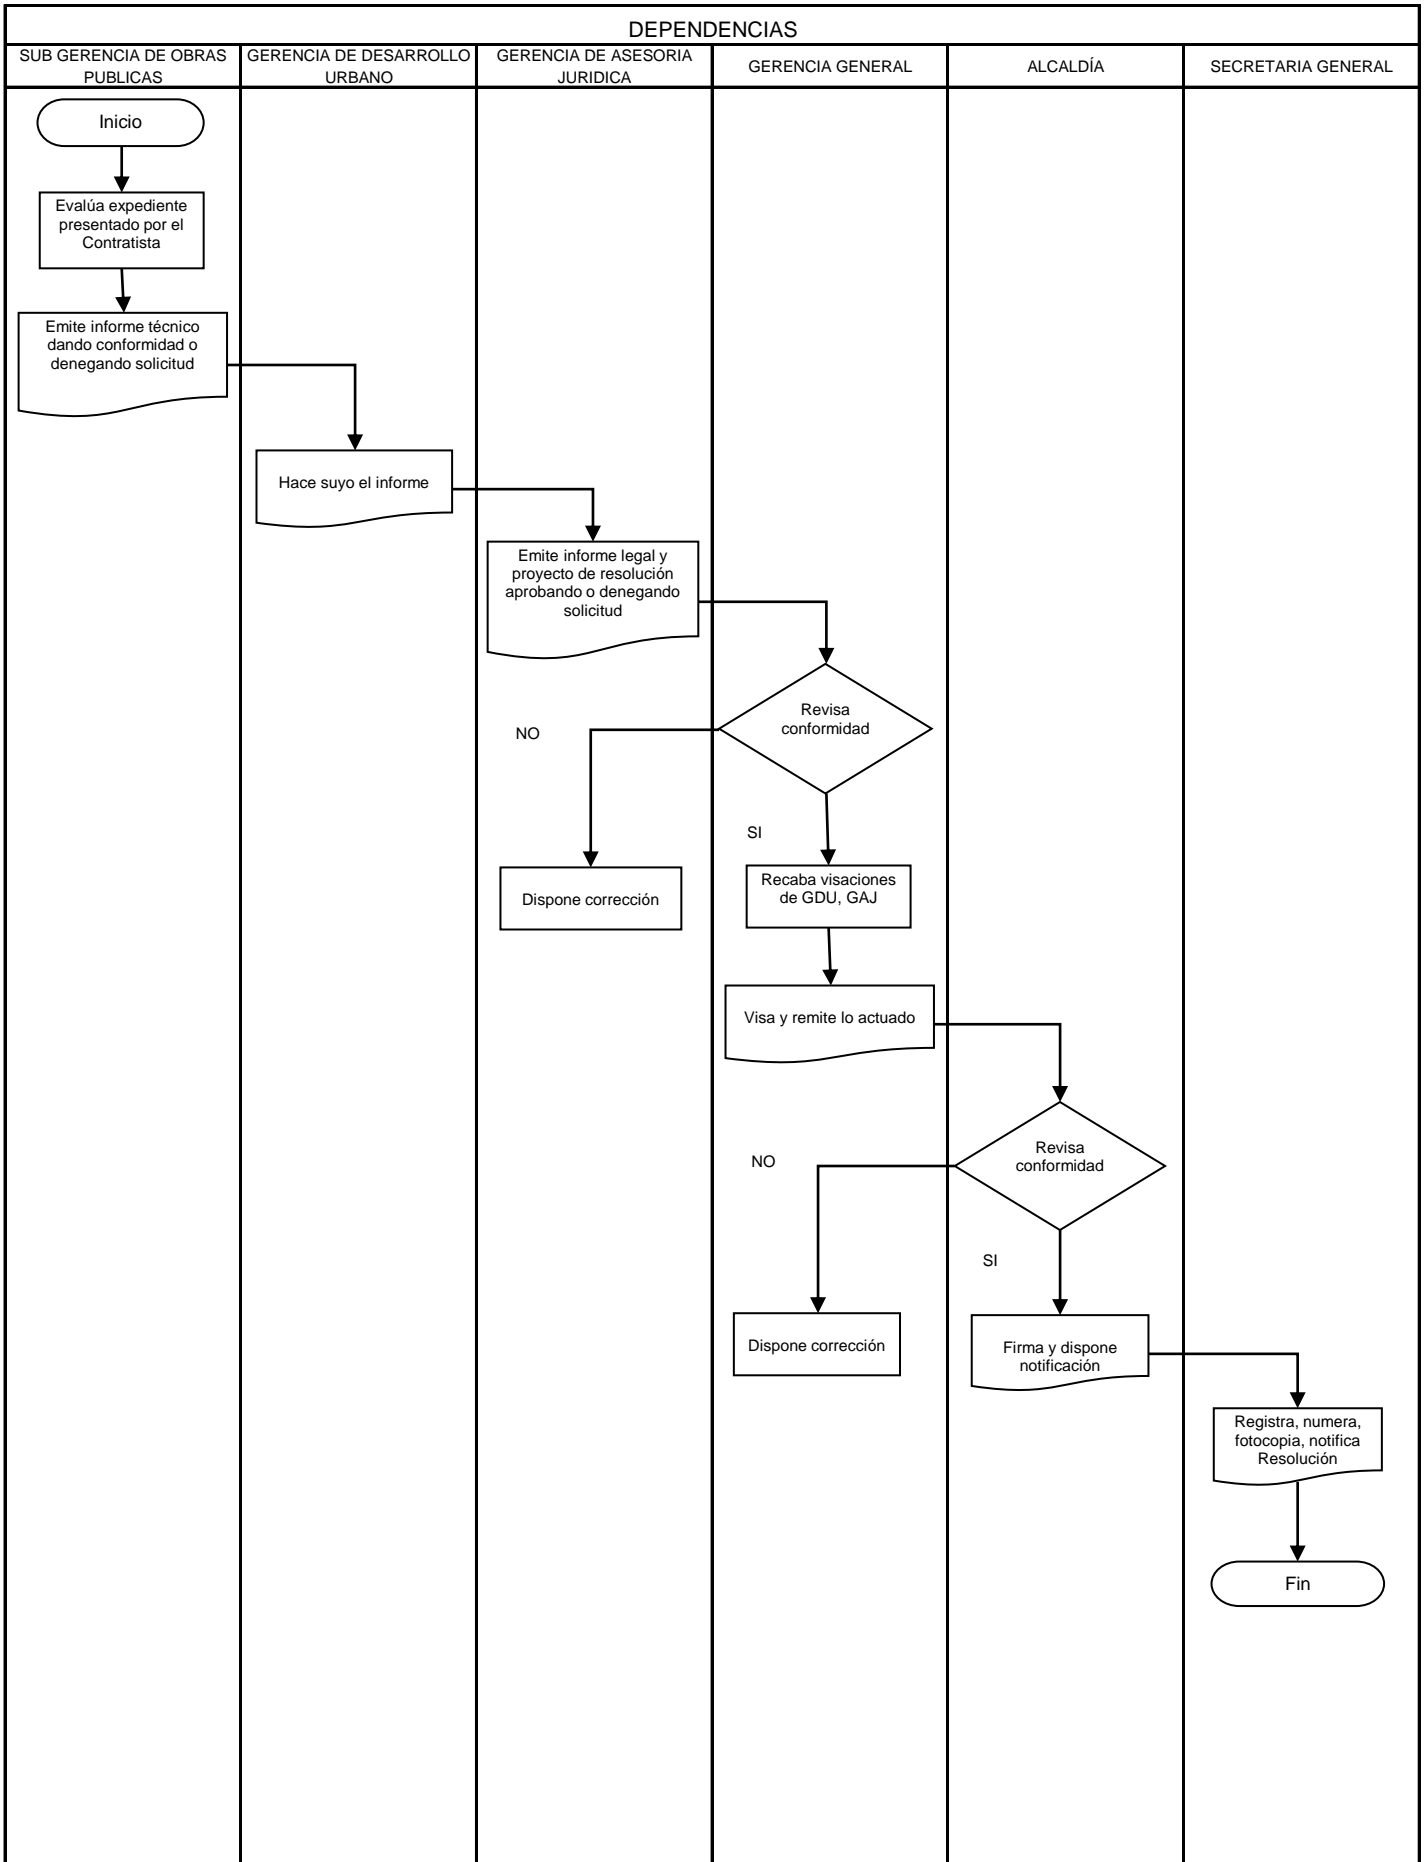 DEPENDENCIAS
SUB GERENCIA DE OBRAS
PUBLICAS
GERENCIA DE DESARROLLO
URBANO
GERENCIA DE ASESORIA
JURIDICA
GERENCIA GENERAL
ALCALDÍA
SECRETARIA GENERAL
Inicio
Evalúa expediente
presentado por el
Contratista
Emite informe técnico
dando conformidad o
denegando solicitud
Hace suyo el informe
Emite informe legal y
proyecto de resolución
aprobando o denegando
solicitud
Revisa
conformidad
NO
SI
Dispone corrección
Recaba visaciones
de GDU, GAJ
Visa y remite lo actuado
Revisa
conformidad
NO
SI
Dispone corrección
Firma y dispone
notificación
Registra, numera,
fotocopia, notifica
Resolución
Fin